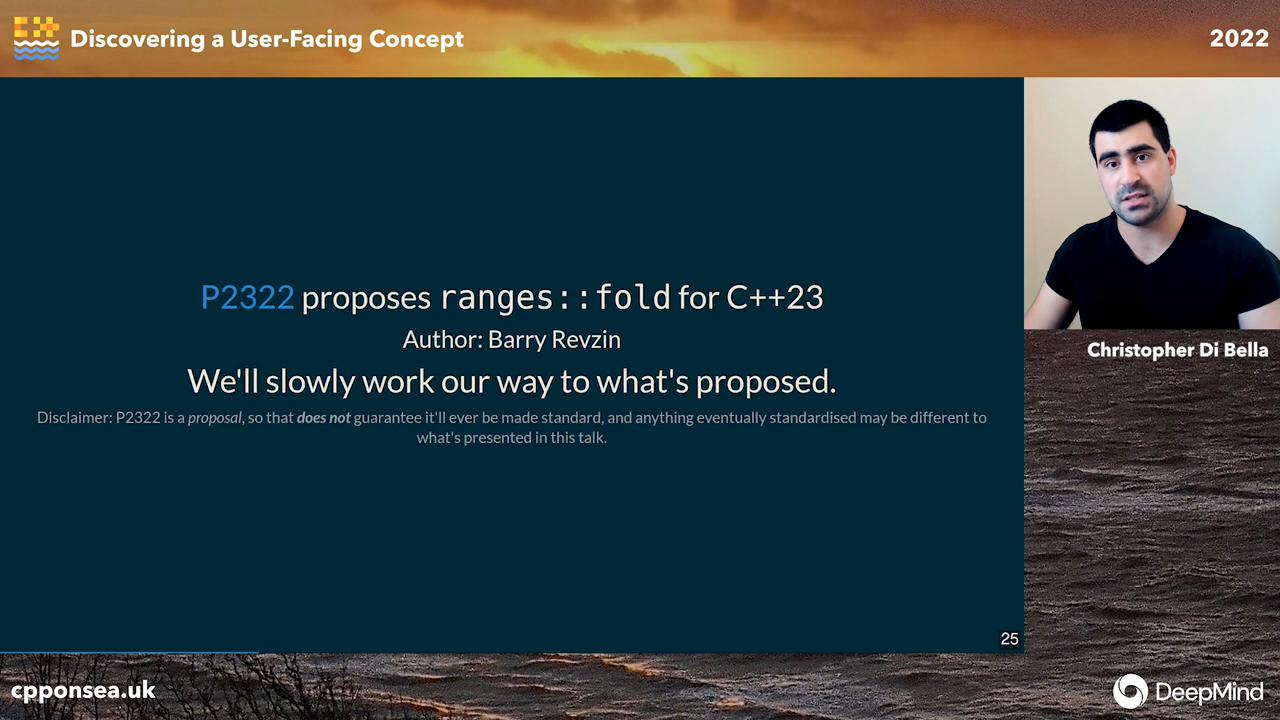 Discovering a User-Facing Concept
2022
P2322 proposes ranges::fold for C++23
Author: Barry Revzin
We'll slowly work our way to what's proposed.
Disclaimer: P2322 is a proposal, so that does not guarantee it'll ever be made standard, and anything eventually standardised may be different to
what's presented in this talk.
25
Christopher Di Bella
cpponsea.uk
DeepMind